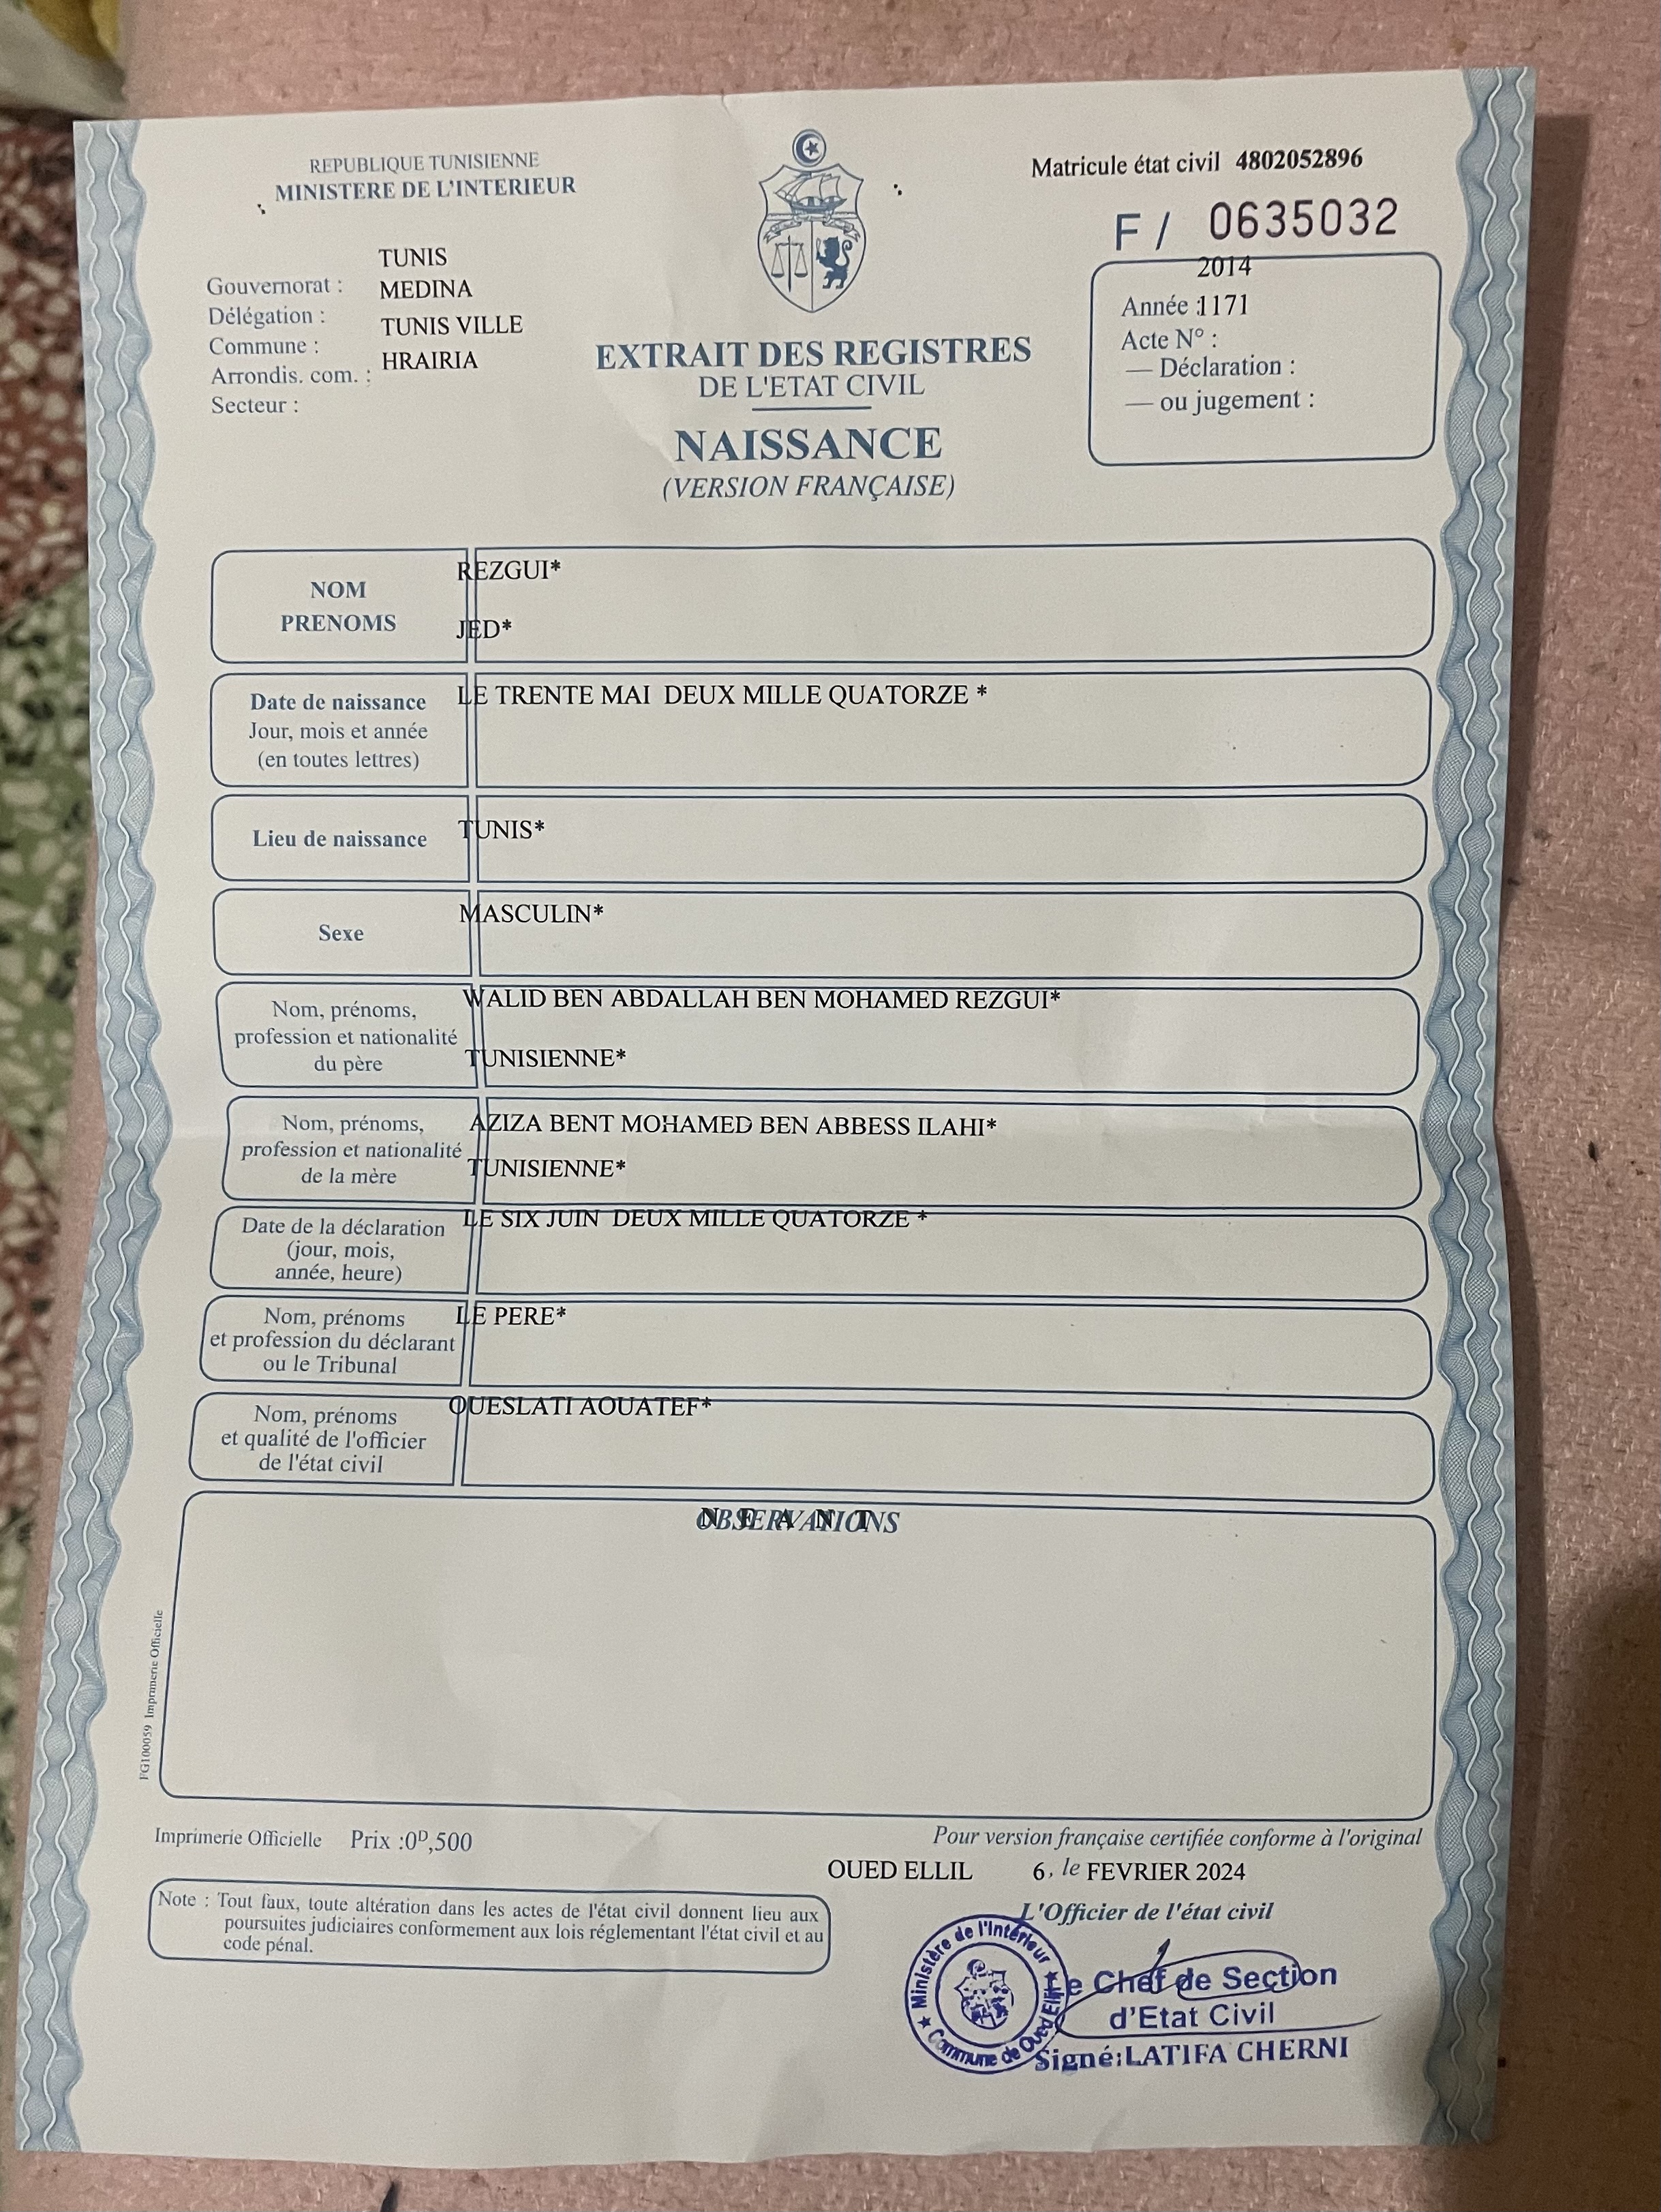 REPUBLIQUE TUNISIENNE
MINISTERE DE L'INTERIEUR
Matricule état civil 4802052896
F / 0635032
TUNIS
Gouvernorat : MEDINA
Délégation : TUNIS VILLE
Commune : HRAIRIA
Arrondis. com. :
Secteur :
2014
Année : 1171
Acte N° :
— Déclaration :
— ou jugement :
EXTRAIT DES REGISTRES
DE L'ETAT CIVIL
NAISSANCE
(VERSION FRANÇAISE)
NOM
PRENOMS
REZGUI*
JED*
Date de naissance
Jour, mois et année
(en toutes lettres)
LE TRENTE MAI DEUX MILLE QUATORZE *
Lieu de naissance
TUNIS*
Sexe
MASCULIN*
Nom, prénoms,
profession et nationalité
du père
WALID BEN ABDALLAH BEN MOHAMED REZGUI*
TUNISIENNE*
Nom, prénoms,
profession et nationalité
de la mère
AZIZA BENT MOHAMED BEN ABBESS ILAHI*
TUNISIENNE*
Date de la déclaration
(jour, mois,
année, heure)
LE SIX JUIN DEUX MILLE QUATORZE *
Nom, prénoms
et profession du déclarant
ou le Tribunal
LE PERE*
Nom, prénoms
et qualité de l'officier
de l'état civil
OUESLATI AOUATEF*
OBSERVATIONS
N E A N T
FG100059 Imprimerie Officielle
Imprimerie Officielle Prix :0D,500
Pour version française certifiée conforme à l'original
OUED ELLIL 6, le FEVRIER 2024
Note : Tout faux, toute altération dans les actes de l'état civil donnent lieu aux
poursuites judiciaires conformement aux lois réglementant l'état civil et au
code pénal.
L'Officier de l'état civil
★ Ministère de l'Intérieur ★ Commune de Oued Ellil
Le Chef de Section
d'Etat Civil
Signé:LATIFA CHERNI